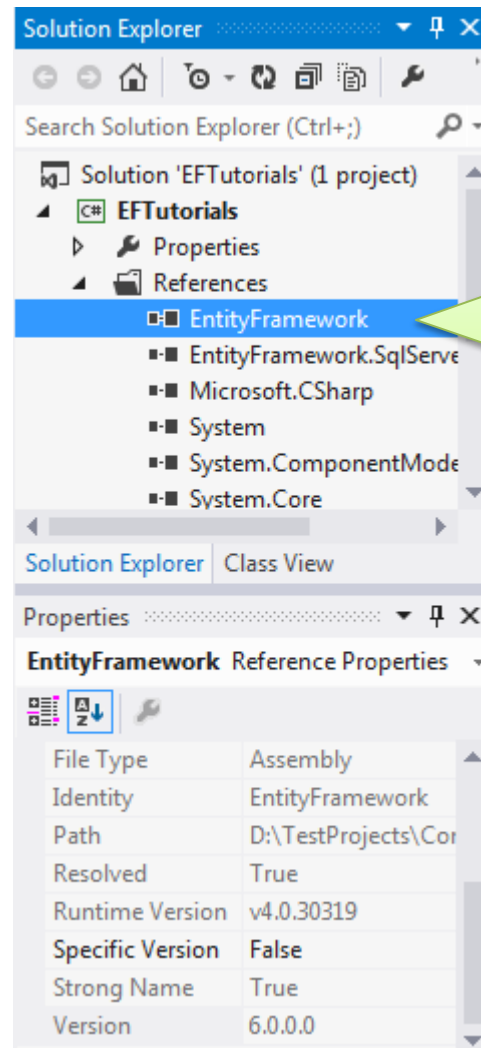 Solution Explorer
Search Solution Explorer (Ctrl+;)
Solution 'EFTutorials' (1 project)
C# EFTutorials
Properties
References
EntityFramework
EntityFramework.SqlServe
Microsoft.CSharp
System
System.ComponentMode
System.Core
Solution Explorer Class View
Properties
EntityFramework Reference Properties
File Type Assembly
Identity EntityFramework
Path D:\TestProjects\Cor
Resolved True
Runtime Version v4.0.30319
Specific Version False
Strong Name True
Version 6.0.0.0